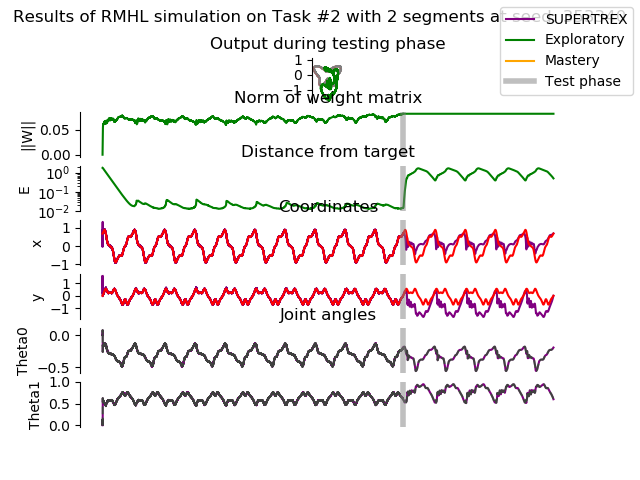 Results of RMHL simulation on Task #2 with 2 segments at
SUPERTREX
Exploratory
Mastery
Test phase
Output during testing phase
1
0
−1
Norm of weight matrix
||W||
0.05
0.00
Distance from target
E
10⁰
10⁻¹
10⁻²
Coordinates
x
1
0
−1
y
1
0
−1
Joint angles
Theta0
0.0
−0.5
Theta1
1.0
0.5
0.0